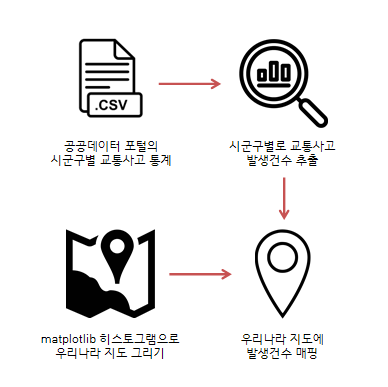 .CSV
공공데이터 포털의
시군구별 교통사고 통계
시군구별로 교통사고
발생건수 추출
matplotlib 히스토그램으로
우리나라 지도 그리기
우리나라 지도에
발생건수 매핑